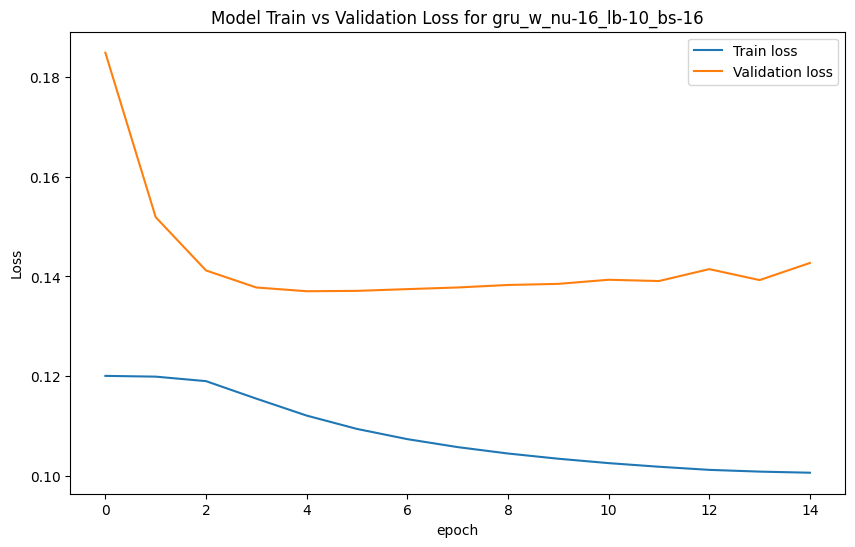 Model Train vs Validation Loss for gru_w_nu-16_lb-10_bs-16
Train loss
Validation loss
0.18
0.16
0.14
0.12
0.10
Loss
0 2 4 6 8 10 12 14
epoch